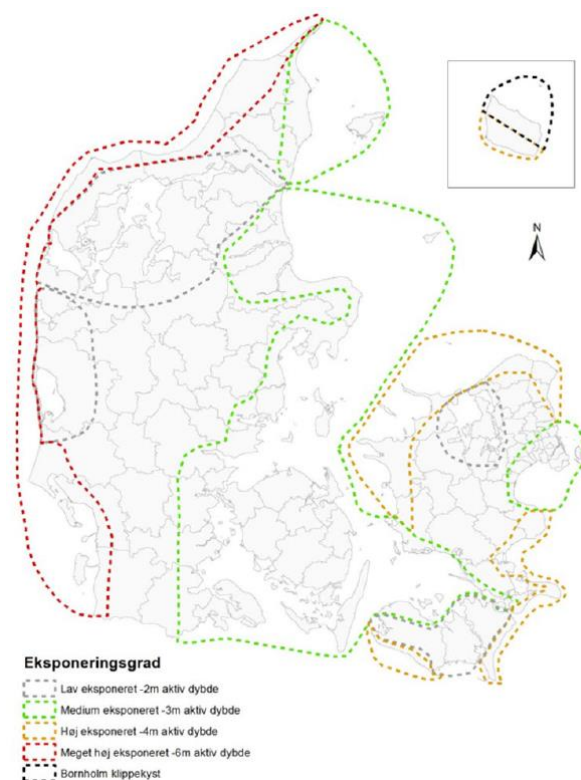 N
Eksponeringsgrad
Lav eksponeret -2m aktiv dybde
Medium eksponeret -3m aktiv dybde
Høj eksponeret -4m aktiv dybde
Meget høj eksponeret -6m aktiv dybde
Bornholm klippekyst